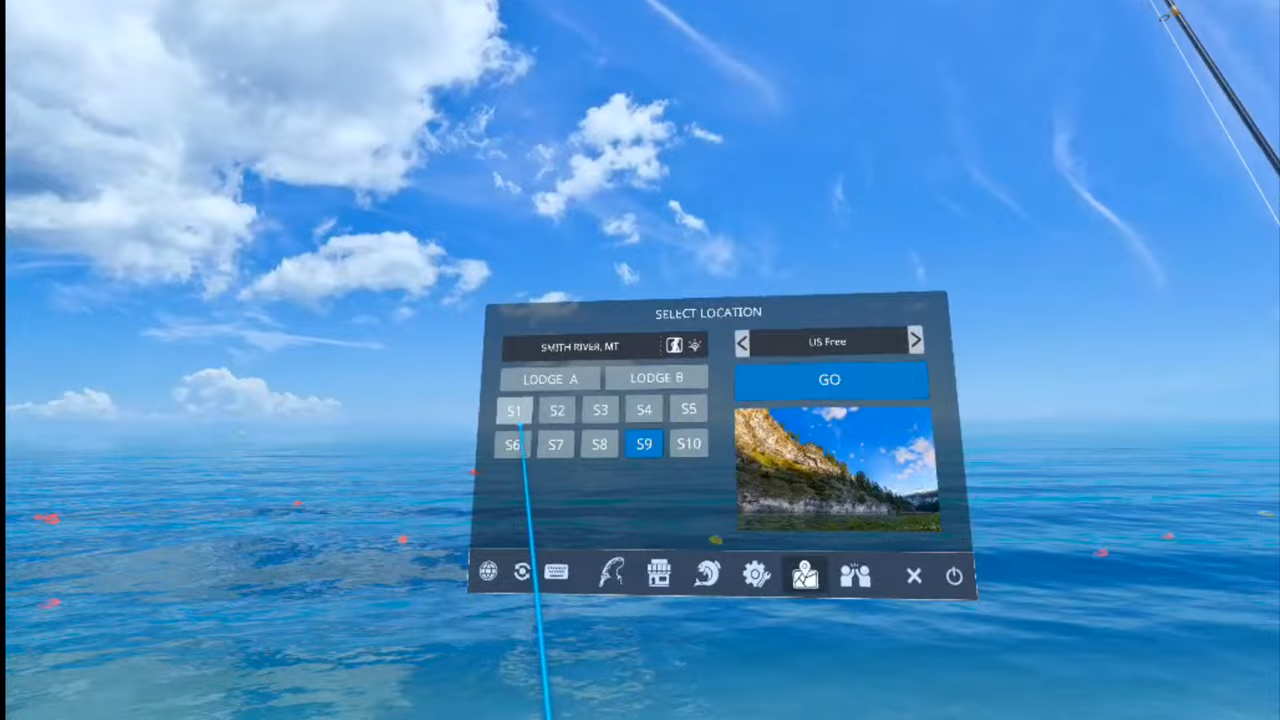 SELECT LOCATION
SMITH RIVER, MT
US Free
LODGE A
LODGE B
GO
S1 S2 S3 S4 S5
S6 S7 S8 S9 S10